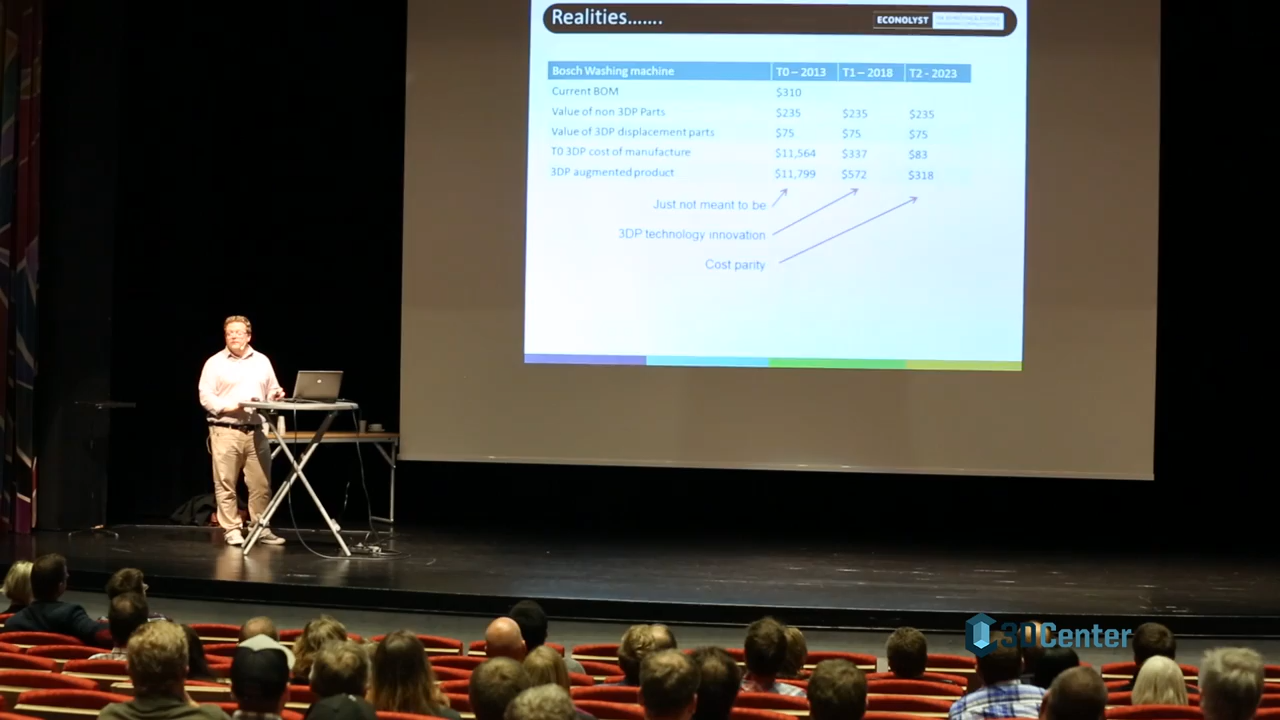 Realities.......
ECONOLYST
Bosch Washing machine T0 – 2013 T1 – 2018 T2 - 2023
Current BOM $310
Value of non 3DP Parts $235 $235 $235
Value of 3DP displacement parts $75 $75 $75
T0 3DP cost of manufacture $11,564 $337 $83
3DP augmented product $11,799 $572 $318
Just not meant to be
3DP technology innovation
Cost parity
3DCenter